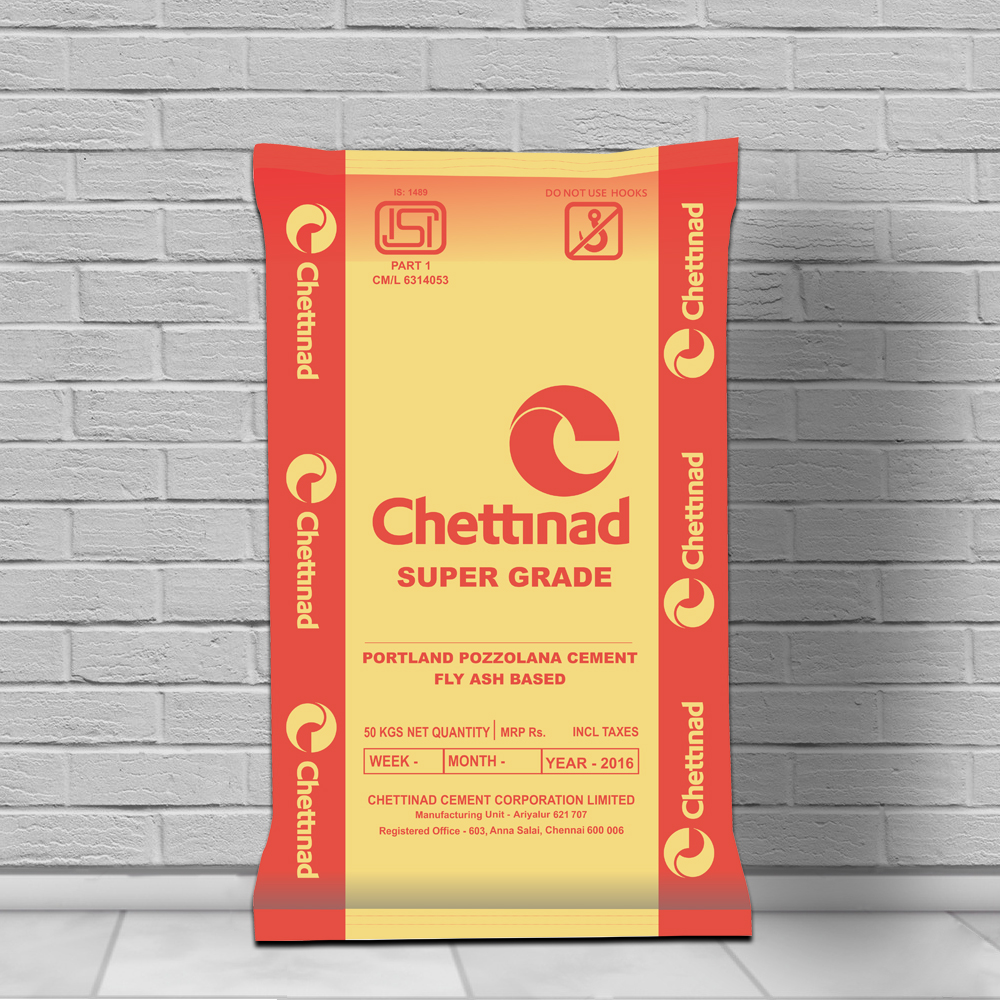 IS: 1489
DO NOT USE HOOKS
ISI
PART 1
CM/L 6314053
Chettinad
Chettinad
Chettinad
SUPER GRADE
Chettinad
Chettinad
PORTLAND POZZOLANA CEMENT
FLY ASH BASED
50 KGS NET QUANTITY | MRP Rs. INCL TAXES
WEEK - MONTH - YEAR - 2016
CHETTINAD CEMENT CORPORATION LIMITED
Manufacturing Unit - Ariyalur 621 707
Registered Office - 603, Anna Salai, Chennai 600 006
Chettinad
Chettinad